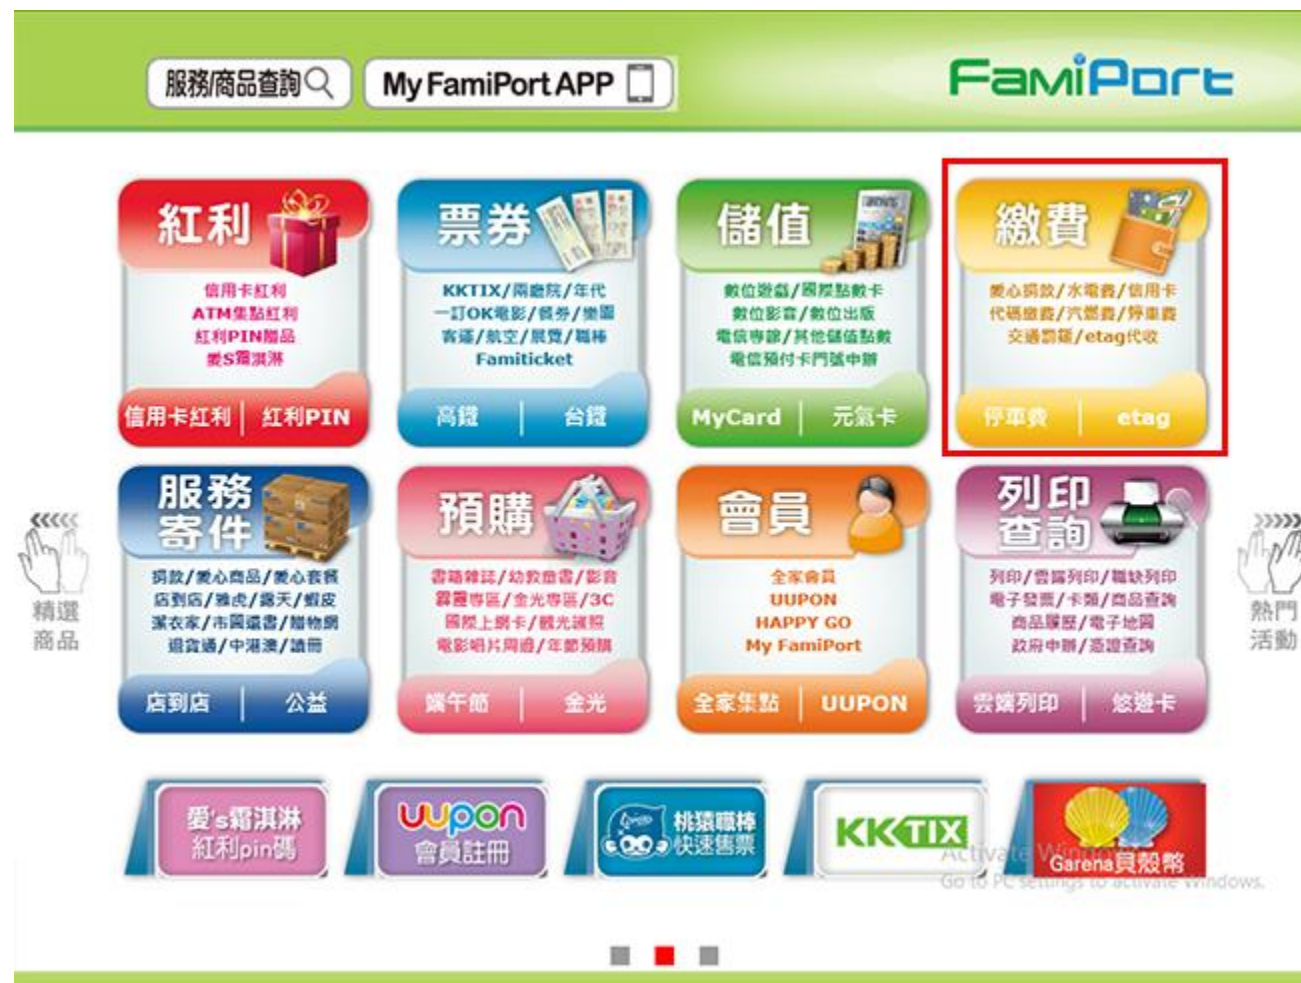 服務/商品查詢
My FamiPort APP
FamiPort
紅利
信用卡紅利
ATM集點紅利
紅利PIN贈品
愛S霜淇淋
信用卡紅利
紅利PIN
票券
KKTIX/兩廳院/年代
一訂OK電影/餐券/樂園
客運/航空/展覽/職棒
Famiticket
高鐵
台鐵
儲值
數位遊戲/國際點數卡
數位影音/數位出版
電信專館/其他儲值點數
電信預付卡門號申辦
MyCard
元氣卡
繳費
愛心捐款/水電費/信用卡
代碼繳費/汽燃費/停車費
交通罰鍰/etag代收
停車費
etag
服務
寄件
捐款/愛心商品/愛心套餐
店到店/雅虎/露天/蝦皮
潔衣家/市圖還書/購物網
退貨通/中港澳/讀冊
店到店
公益
預購
書籍雜誌/幼教童書/影音
霹靂專區/金光專區/3C
國際上網卡/觀光護照
電影唱片周邊/年節預購
端午節
金光
會員
全家會員
UUPON
HAPPY GO
My FamiPort
全家集點
UUPON
列印
查詢
列印/雲端列印/職缺列印
電子發票/卡類/商品查詢
商品履歷/電子地圖
政府申辦/憑證查詢
雲端列印
悠遊卡
精選
商品
熱門
活動
愛's霜淇淋
紅利pin碼
UUPON
會員註冊
桃猿職棒
快速售票
KKTIX
Garena貝殼幣
Activate Windows
Go to PC settings to activate Windows.